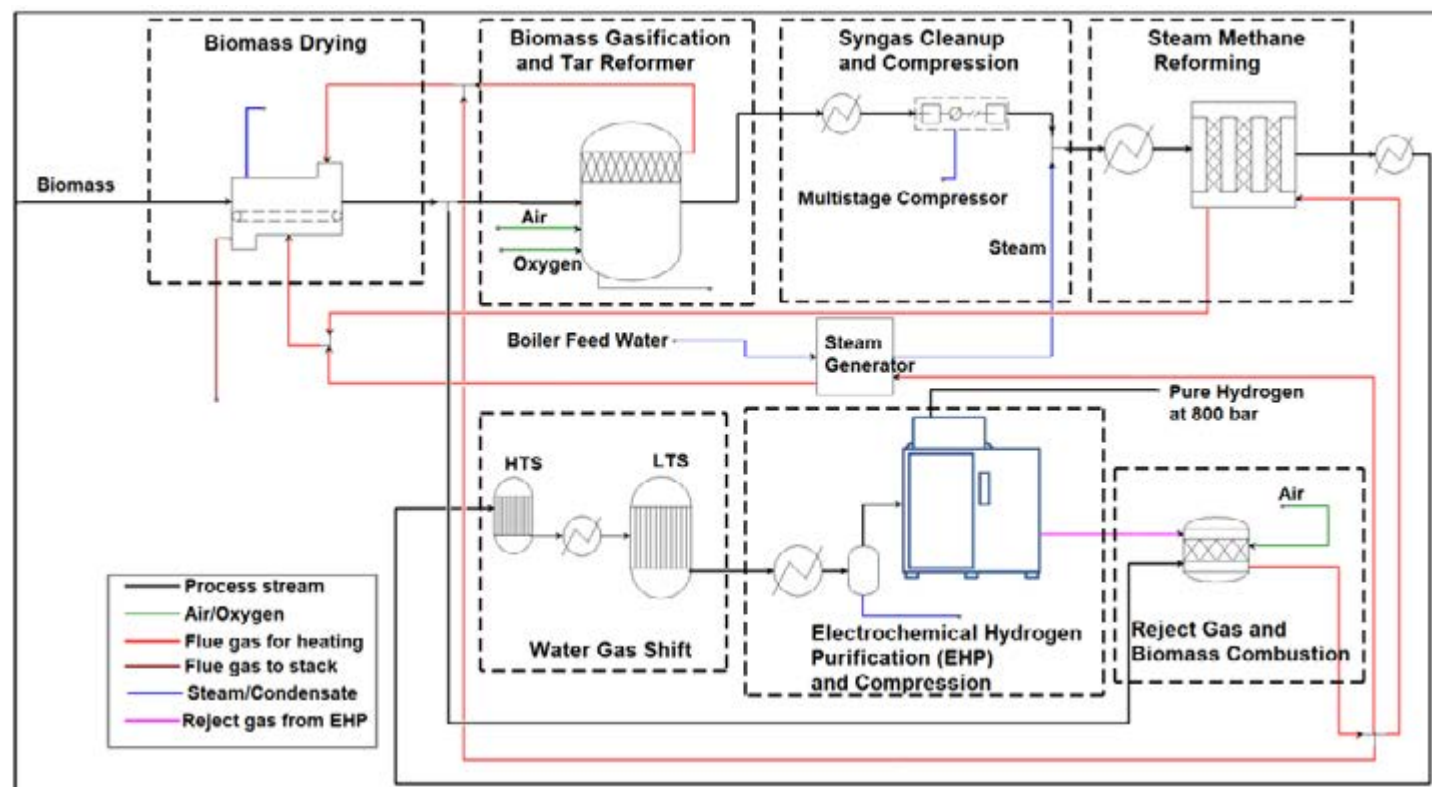 Biomass Drying
Biomass Gasification
and Tar Reformer
Syngas Cleanup
and Compression
Steam Methane
Reforming
Biomass
Air
Oxygen
Multistage Compressor
Steam
Boiler Feed Water
Steam
Generator
Pure Hydrogen
at 800 bar
HTS
LTS
Air
Water Gas Shift
Electrochemical Hydrogen
Purification (EHP)
and Compression
Reject Gas and
Biomass Combustion
Process stream
Air/Oxygen
Flue gas for heating
Flue gas to stack
Steam/Condensate
Reject gas from EHP